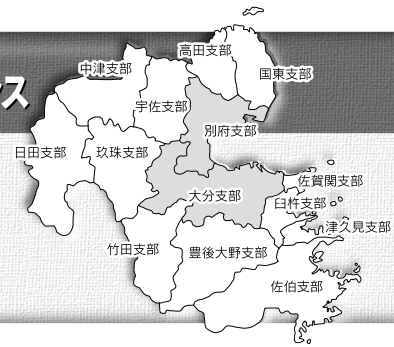 高田支部
中津支部
国東支部
ンス
宇佐支部
別府支部
日田支部
玖珠支部
佐賀関支部
大分支部
臼杵支部
津久見支部
竹田支部
豊後大野支部
佐伯支部